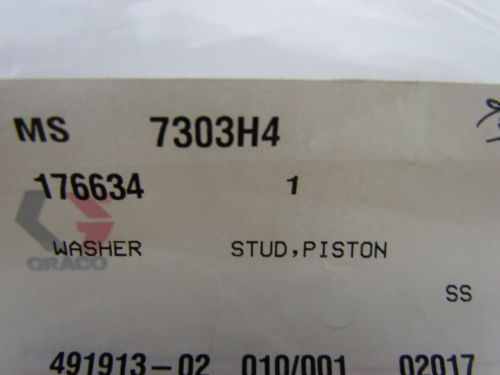 MS 7303H4
176634 1
GRACO
WASHER STUD,PISTON
SS
491913-02 010/001 02017